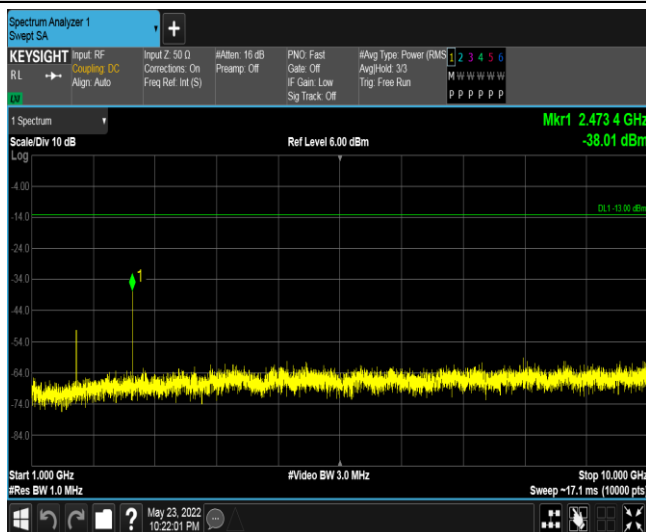 Spectrum Analyzer 1
Swept SA
+
KEYSIGHT Input: RF Input Z: 50 Ω #Atten: 16 dB PNO: Fast #Avg Type: Power (RMS 1 2 3 4 5 6
RL Coupling: DC Corrections: On Preamp: Off Gate: Off Avg|Hold: 3/3 M W W W W W
Align: Auto Freq Ref: Int (S) IF Gain: Low Trig: Free Run
Sig Track: Off P P P P P P
1 Spectrum Mkr1 2.473 4 GHz
Scale/Div 10 dB Ref Level 6.00 dBm -38.01 dBm
Log
-4.00
DL1 -13.00 dBm
-14.0
-24.0
1
-34.0
-44.0
-54.0
-64.0
-74.0
-84.0
Start 1.000 GHz #Video BW 3.0 MHz Stop 10.000 GHz
#Res BW 1.0 MHz Sweep ~17.1 ms (10000 pts)
? May 23, 2022
10:22:01 PM